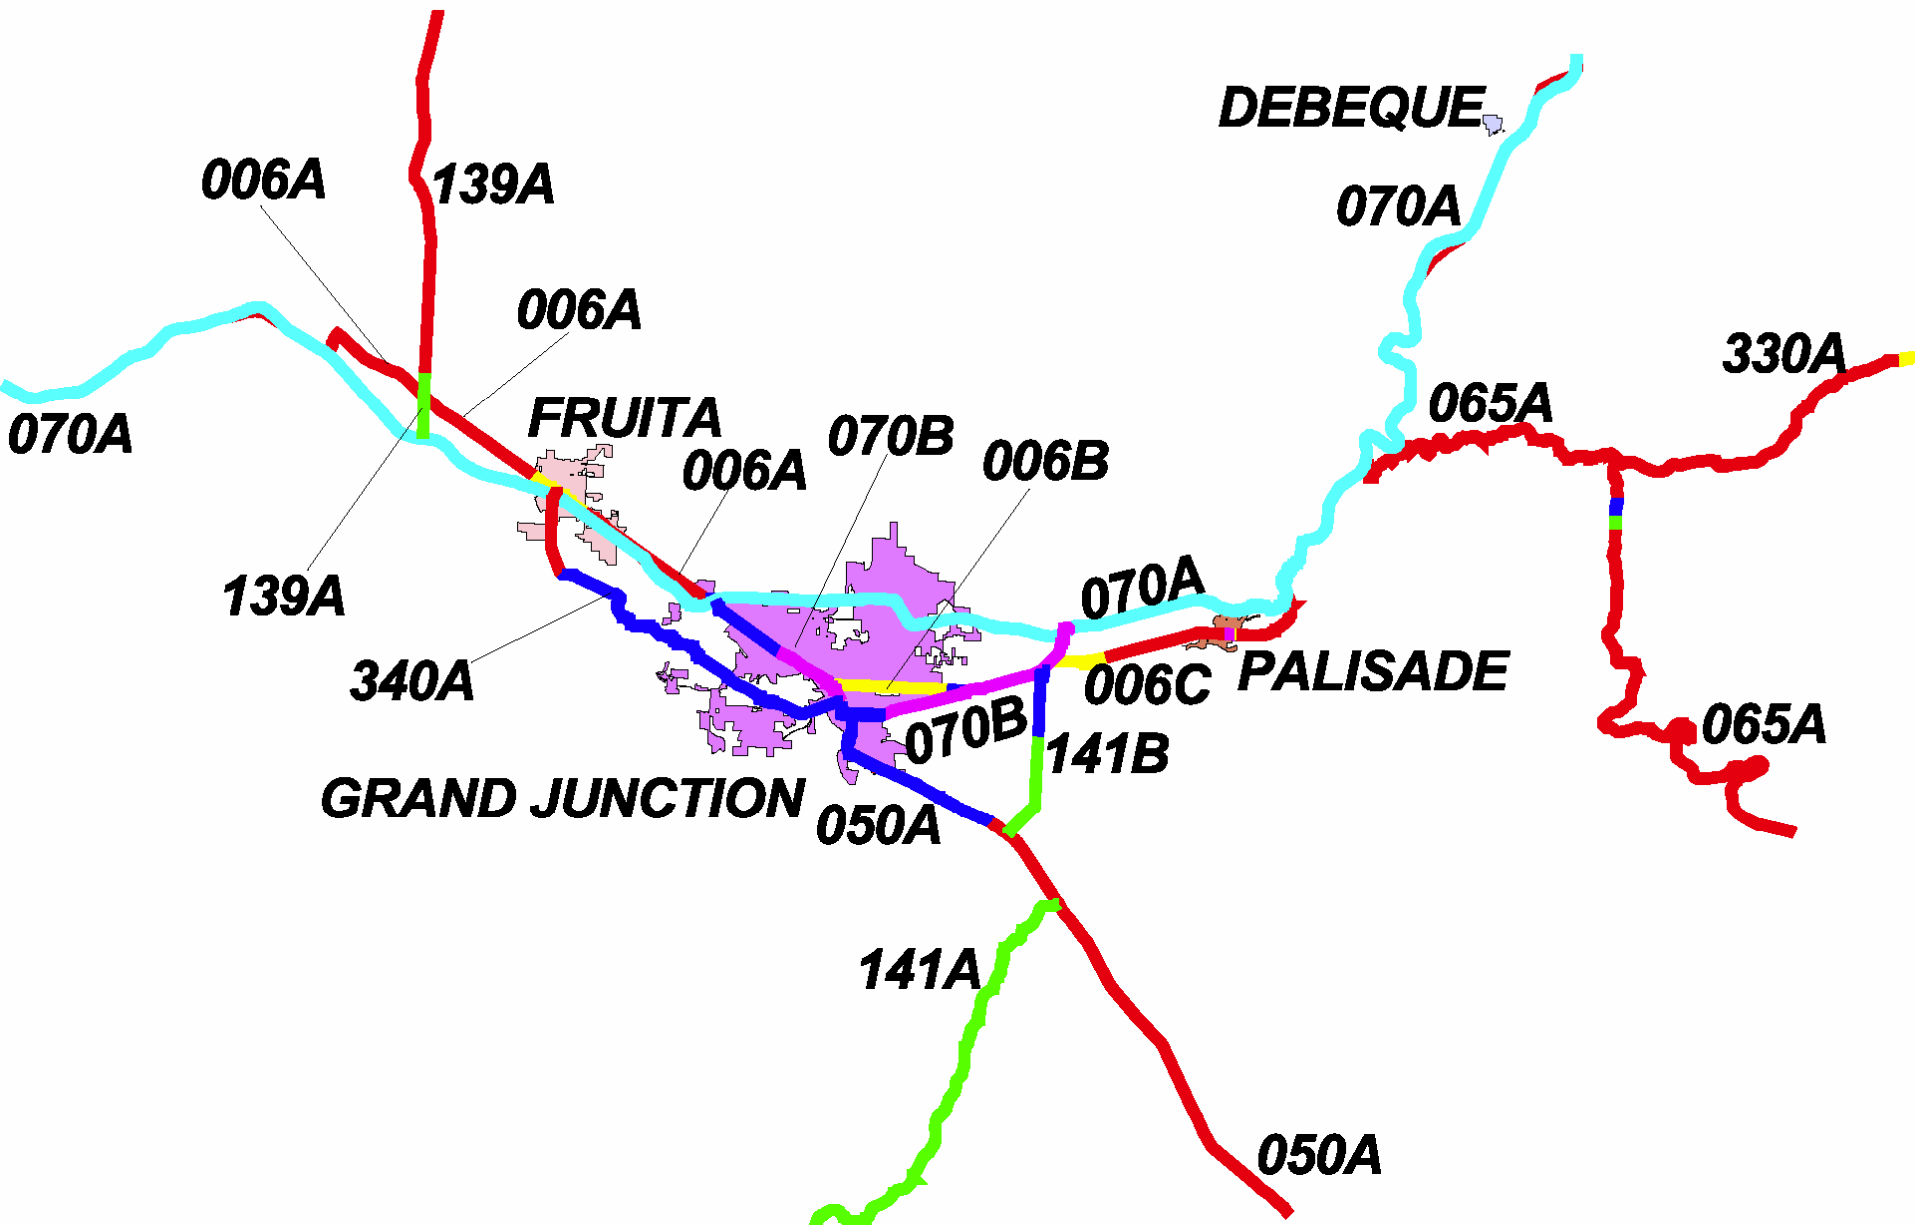 DEBEQUE
006A
139A
070A
006A
330A
065A
FRUITA
070A
070B
006B
006A
139A
070A
340A
006C
PALISADE
070B
141B
065A
GRAND JUNCTION
050A
141A
050A